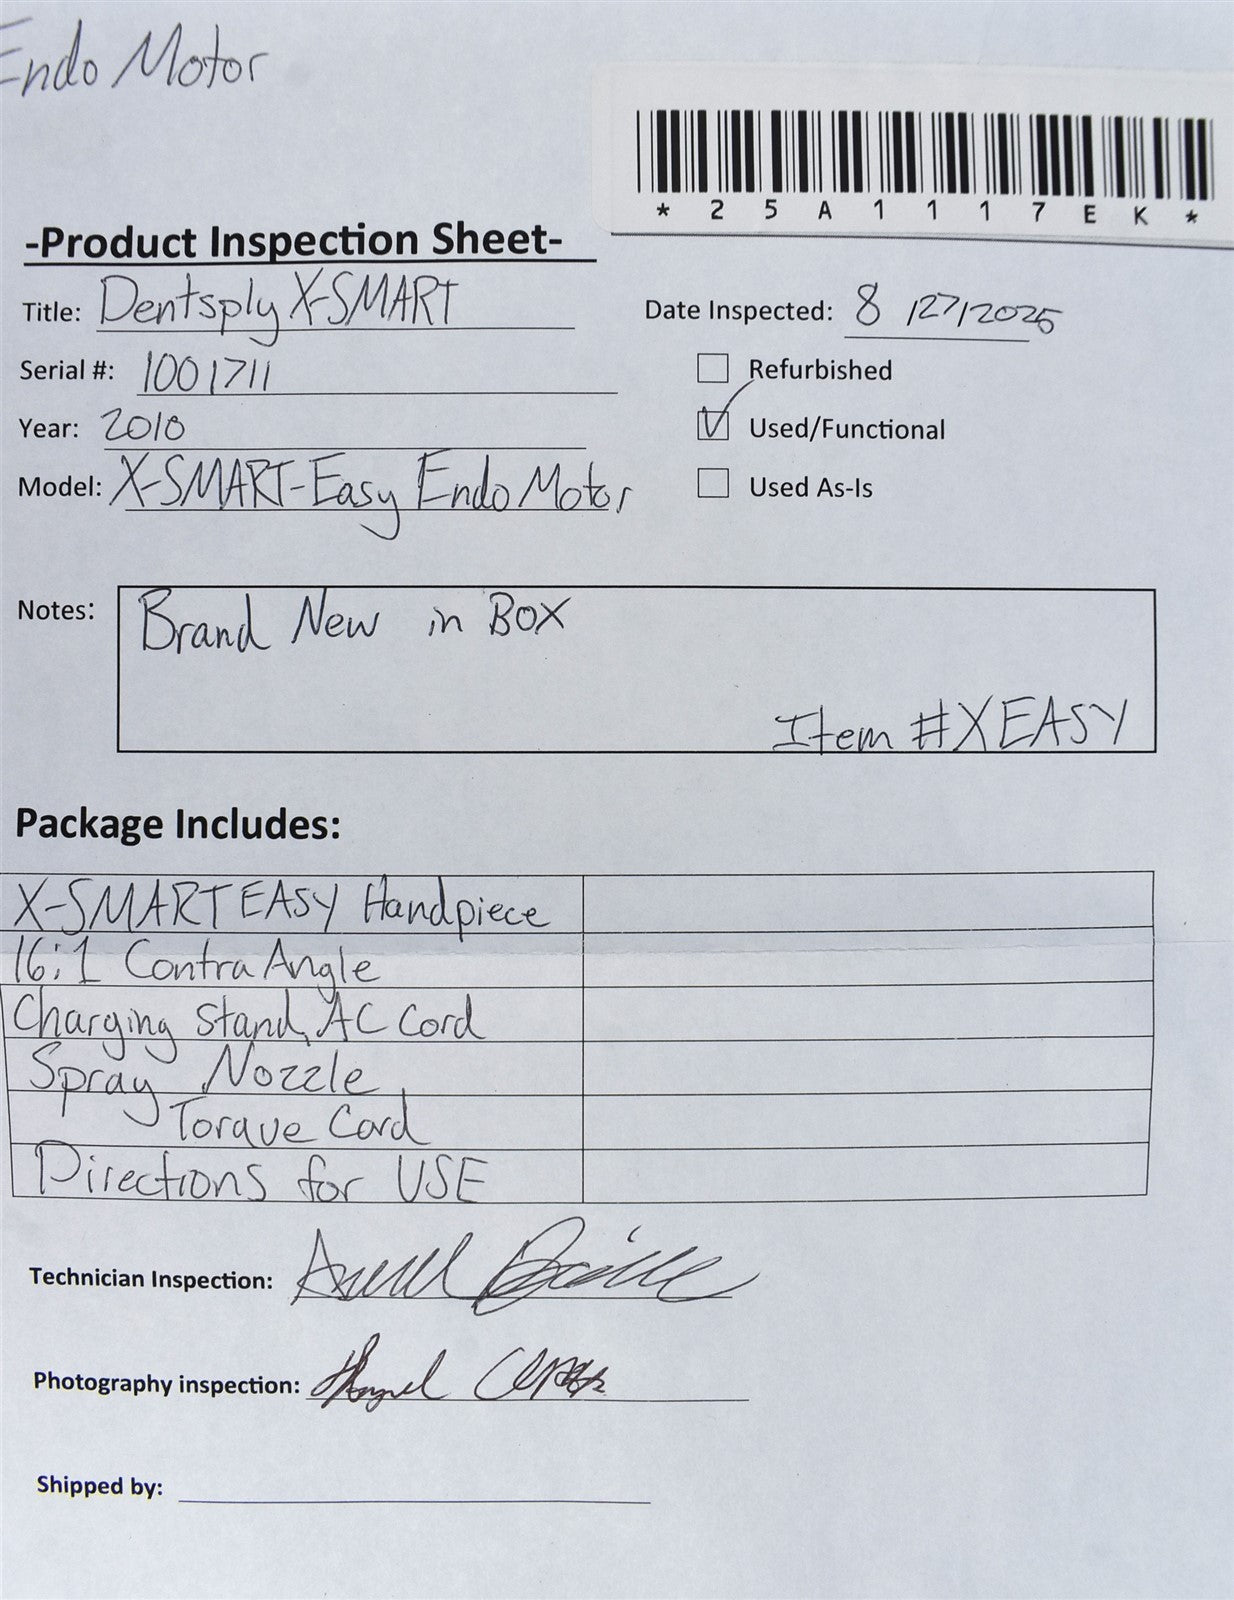 Endo Motor
* 2 5 A 1 1 1 7 E K *
-Product Inspection Sheet-
Title: Dentsply X-SMART
Date Inspected: 8 /27/2025
Serial #: 1001711
Refurbished
Year: 2010
Used/Functional
Model: X-SMART-Easy Endo Motor
Used As-Is
Notes: Brand New in BOX
Item #XEASY
Package Includes:
X-SMART EASY Handpiece
16:1 Contra Angle
Charging Stand, AC Cord
Spray Nozzle
Torque Card
Directions for USE
Technician Inspection:
Photography inspection:
Shipped by: